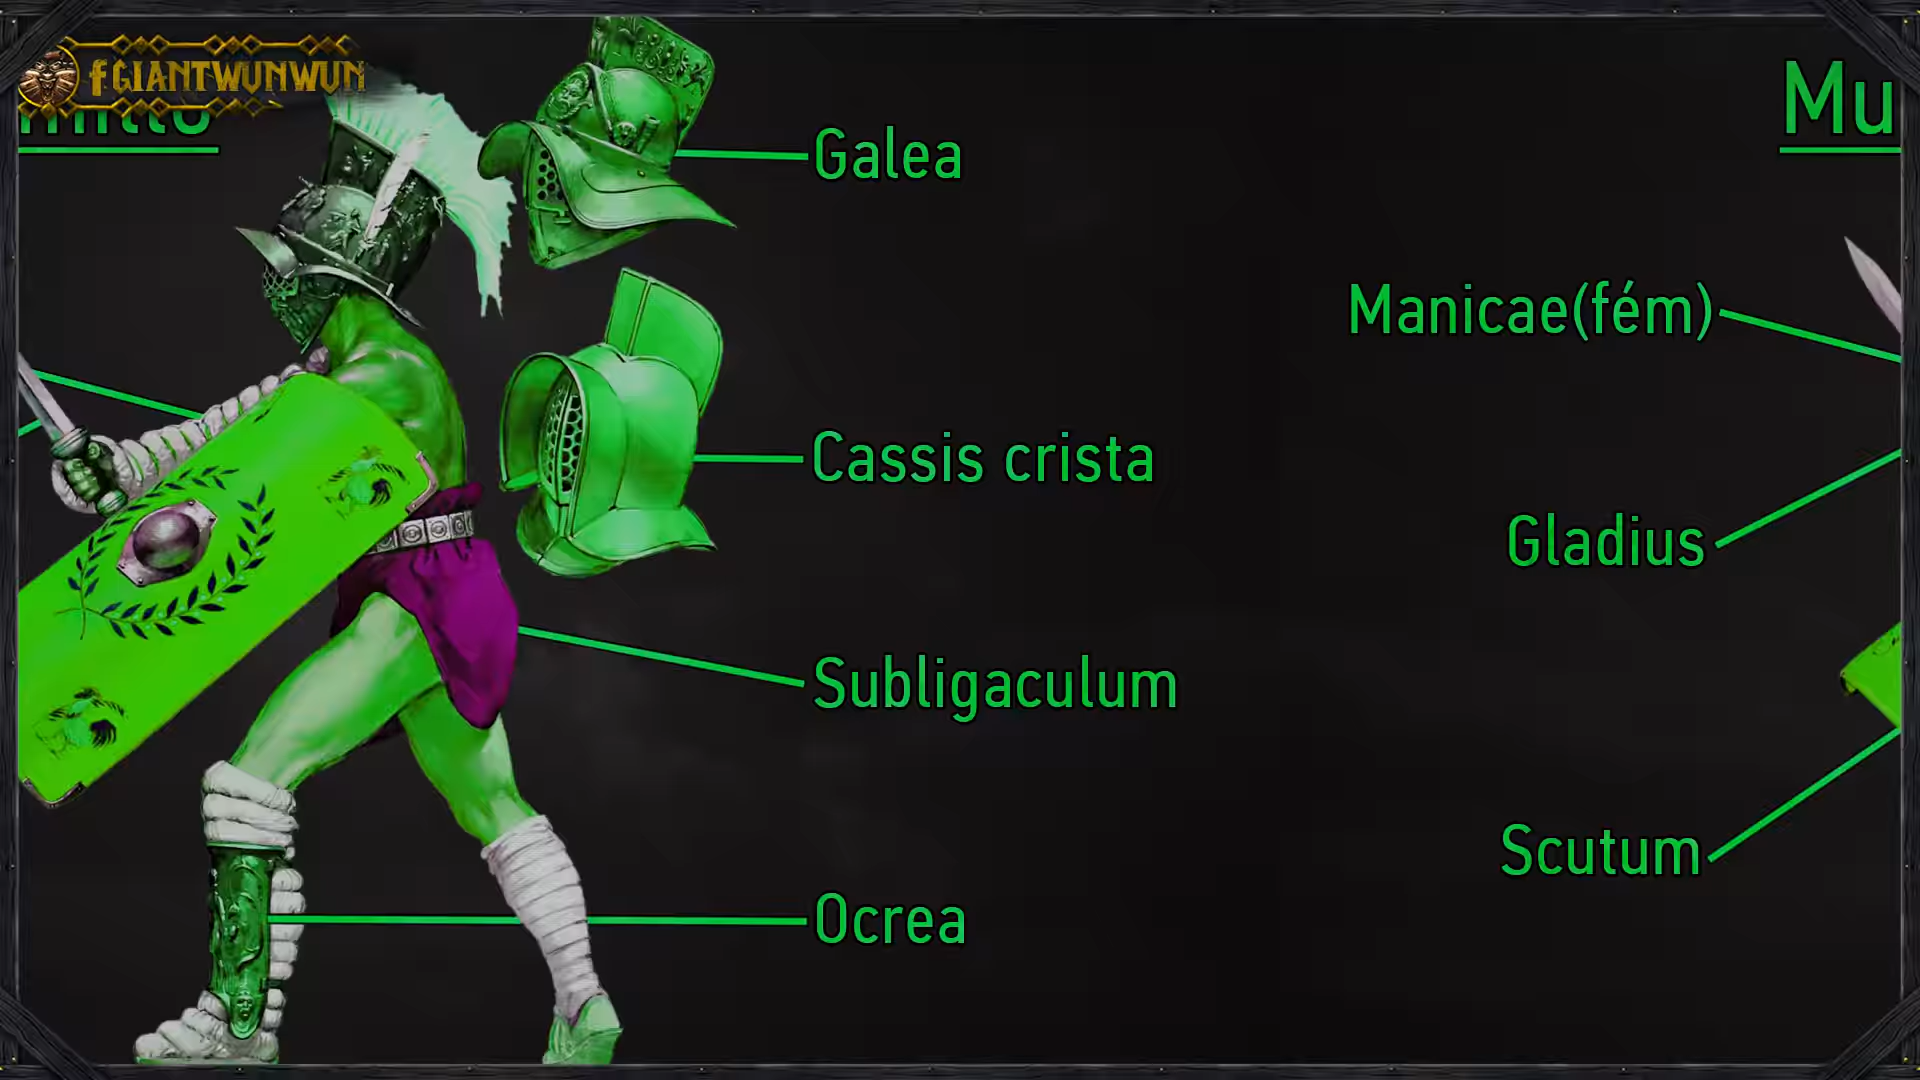 fGIANTWUNWUN
Mu
Galea
Manicae(fém)
Cassis crista
Gladius
Subligaculum
Scutum
Ocrea